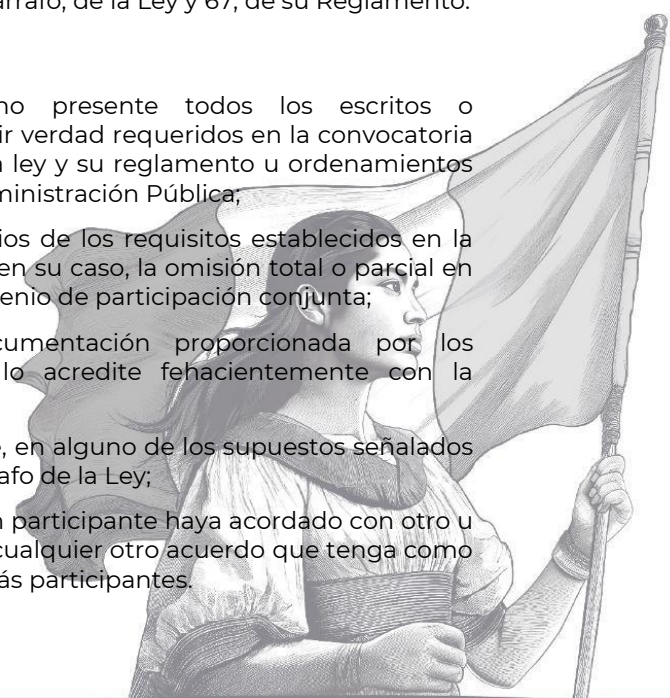 árrafo, de la Ley y 67, de su Reglamento.
no presente todos los escritos o
ir verdad requeridos en la convocatoria
ley y su reglamento u ordenamientos
ministración Pública;
ios de los requisitos establecidos en la
en su caso, la omisión total o parcial en
enio de participación conjunta;
cumentación proporcionada por los
lo acredite fehacientemente con la
, en alguno de los supuestos señalados
afo de la Ley;
participante haya acordado con otro u
cualquier otro acuerdo que tenga como
ás participantes.